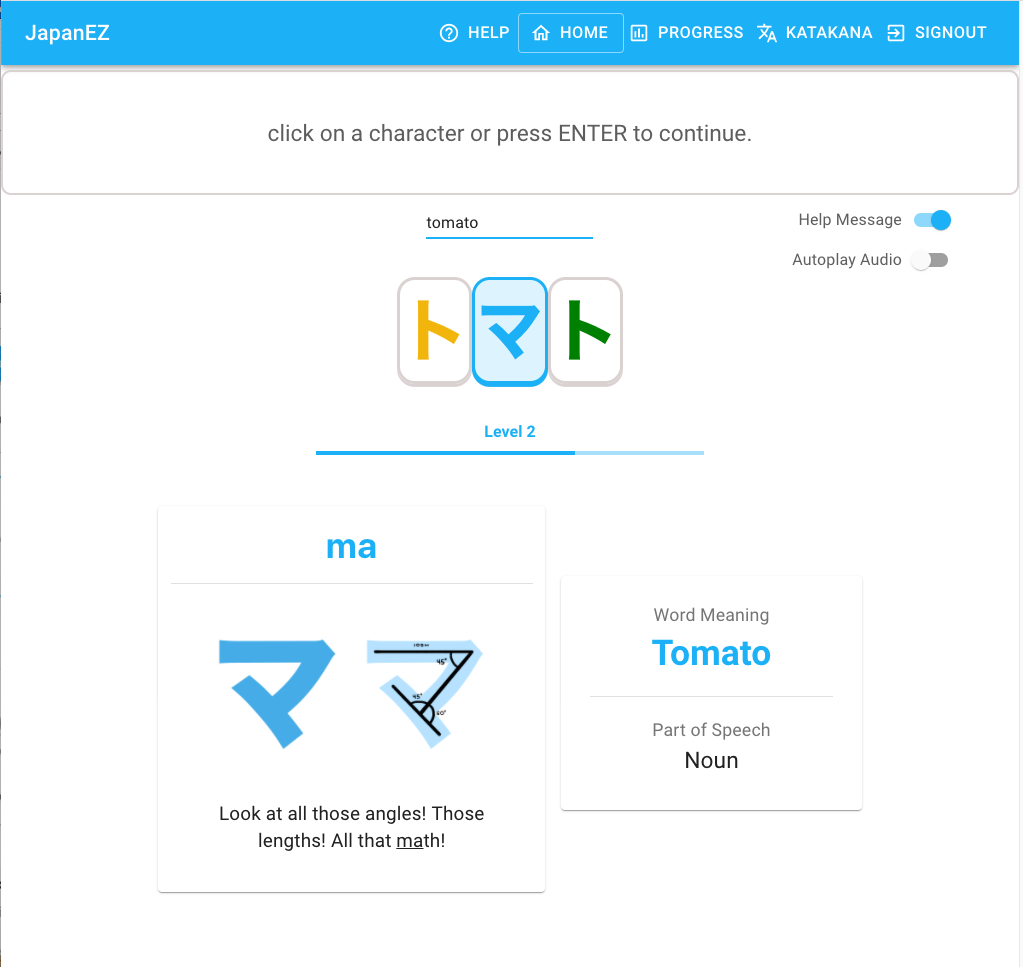 JapanEZ HELP HOME PROGRESS KATAKANA SIGNOUT
click on a character or press ENTER to continue.
tomato
Help Message
Autoplay Audio
トマト
Level 2
ma
マ マ
100m
45°
45°
60°
Look at all those angles! Those
lengths! All that math!
Word Meaning
Tomato
Part of Speech
Noun